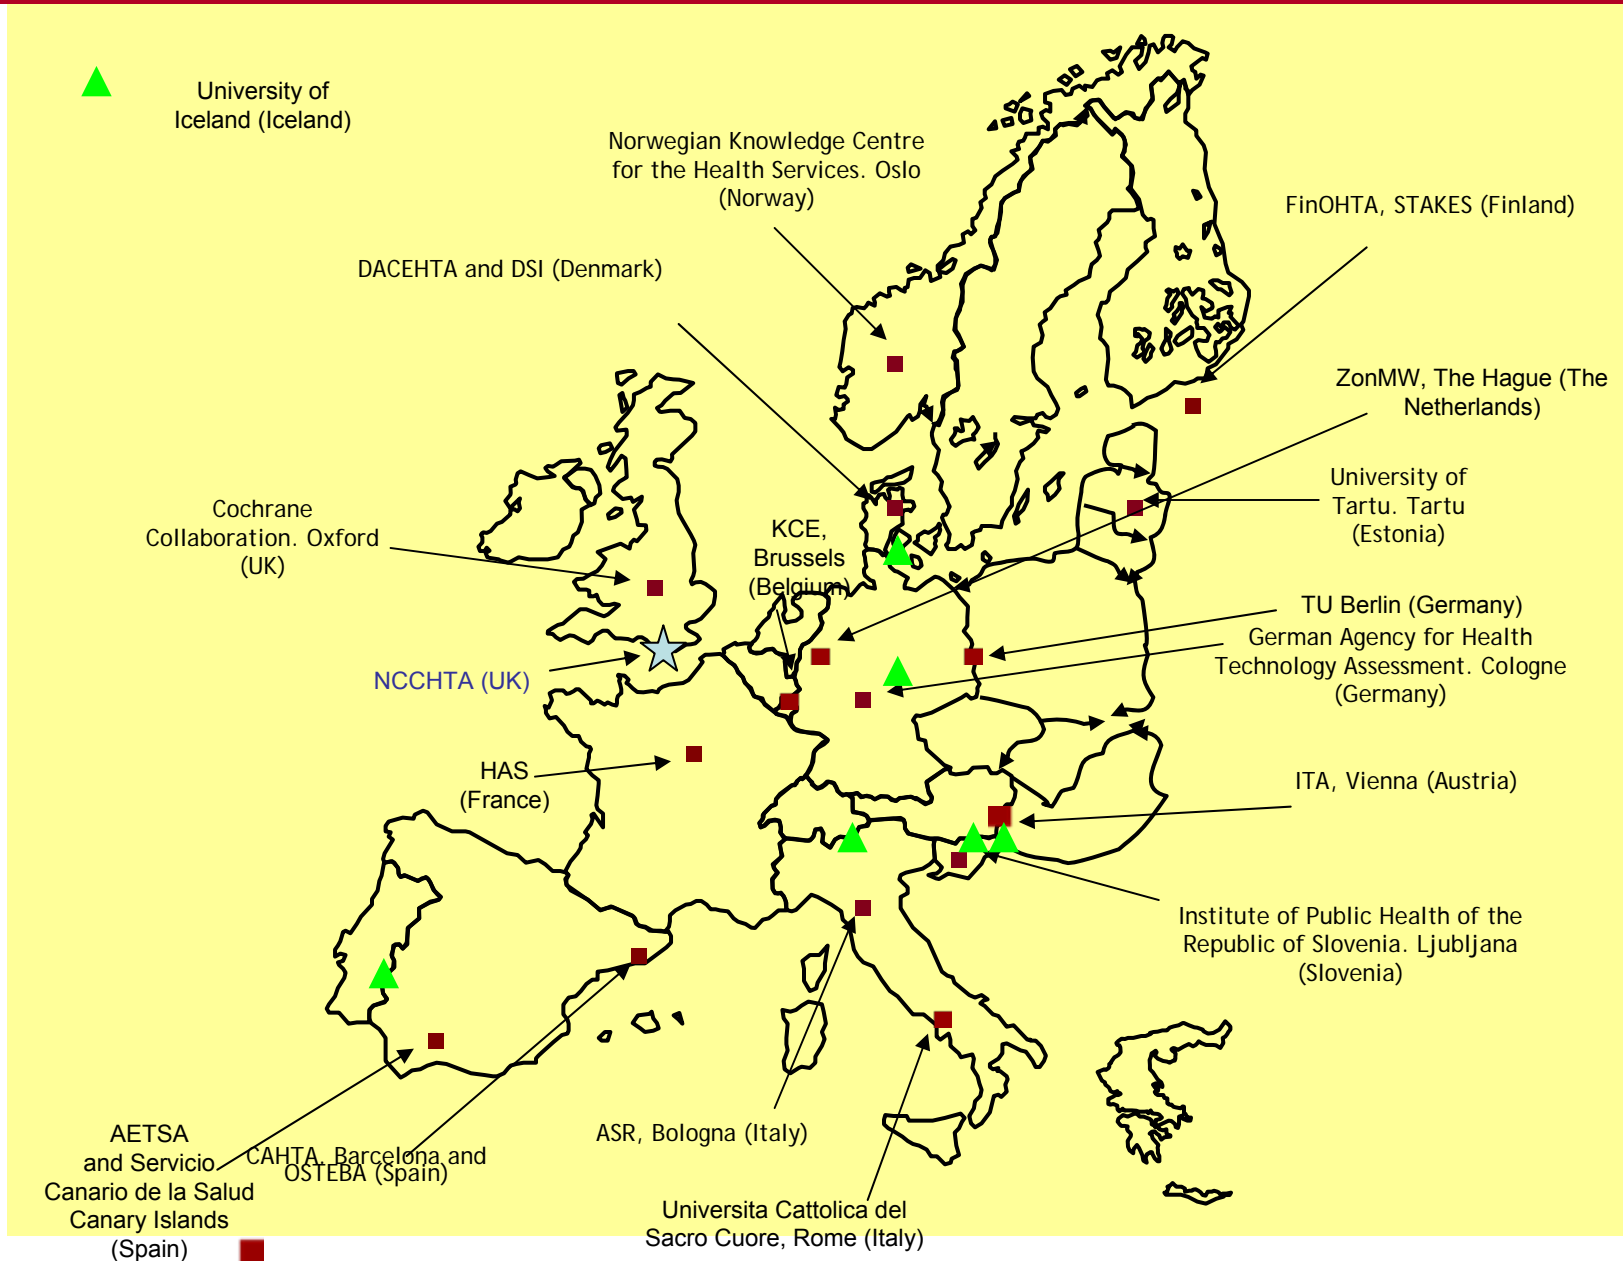 University of
Iceland (Iceland)
Norwegian Knowledge Centre
for the Health Services. Oslo
(Norway)
FinOHTA, STAKES (Finland)
DACEHTA and DSI (Denmark)
ZonMW, The Hague (The
Netherlands)
University of
Tartu. Tartu
(Estonia)
Cochrane
Collaboration. Oxford
(UK)
KCE,
Brussels
(Belgium)
TU Berlin (Germany)
German Agency for Health
Technology Assessment. Cologne
(Germany)
NCCHTA (UK)
HAS
(France)
ITA, Vienna (Austria)
Institute of Public Health of the
Republic of Slovenia. Ljubljana
(Slovenia)
AETSA
and Servicio
Canario de la Salud
Canary Islands
(Spain)
CAHTA, Barcelona and
OSTEBA (Spain)
ASR, Bologna (Italy)
Universita Cattolica del
Sacro Cuore, Rome (Italy)